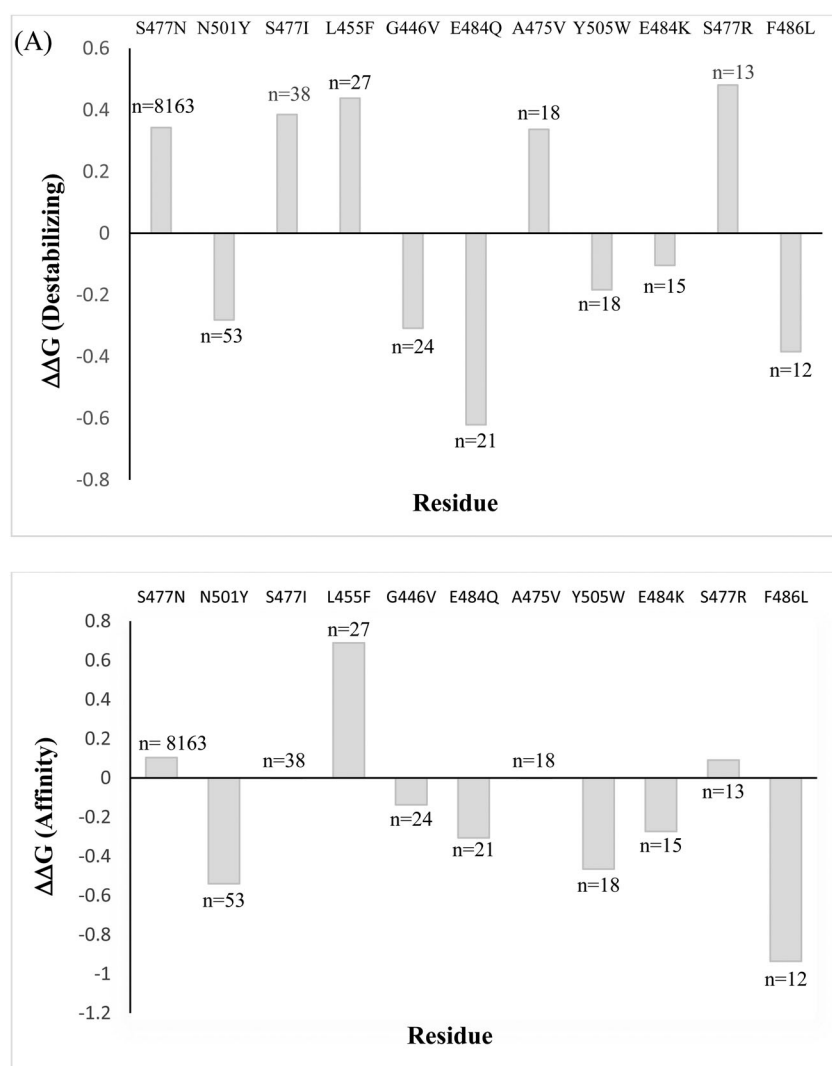 (A)
S477N N501Y S477I L455F G446V E484Q A475V Y505W E484K S477R F486L
0.6
0.4
0.2
0
-0.2
-0.4
-0.6
-0.8
ΔΔG (Destabilizing)
n=8163
n=53
n=38
n=27
n=24
n=21
n=18
n=18
n=15
n=13
n=12
Residue
S477N N501Y S477I L455F G446V E484Q A475V Y505W E484K S477R F486L
0.8
0.6
0.4
0.2
0
-0.2
-0.4
-0.6
-0.8
-1
-1.2
ΔΔG (Affinity)
n= 8163
n=53
n=38
n=27
n=24
n=21
n=18
n=18
n=15
n=13
n=12
Residue